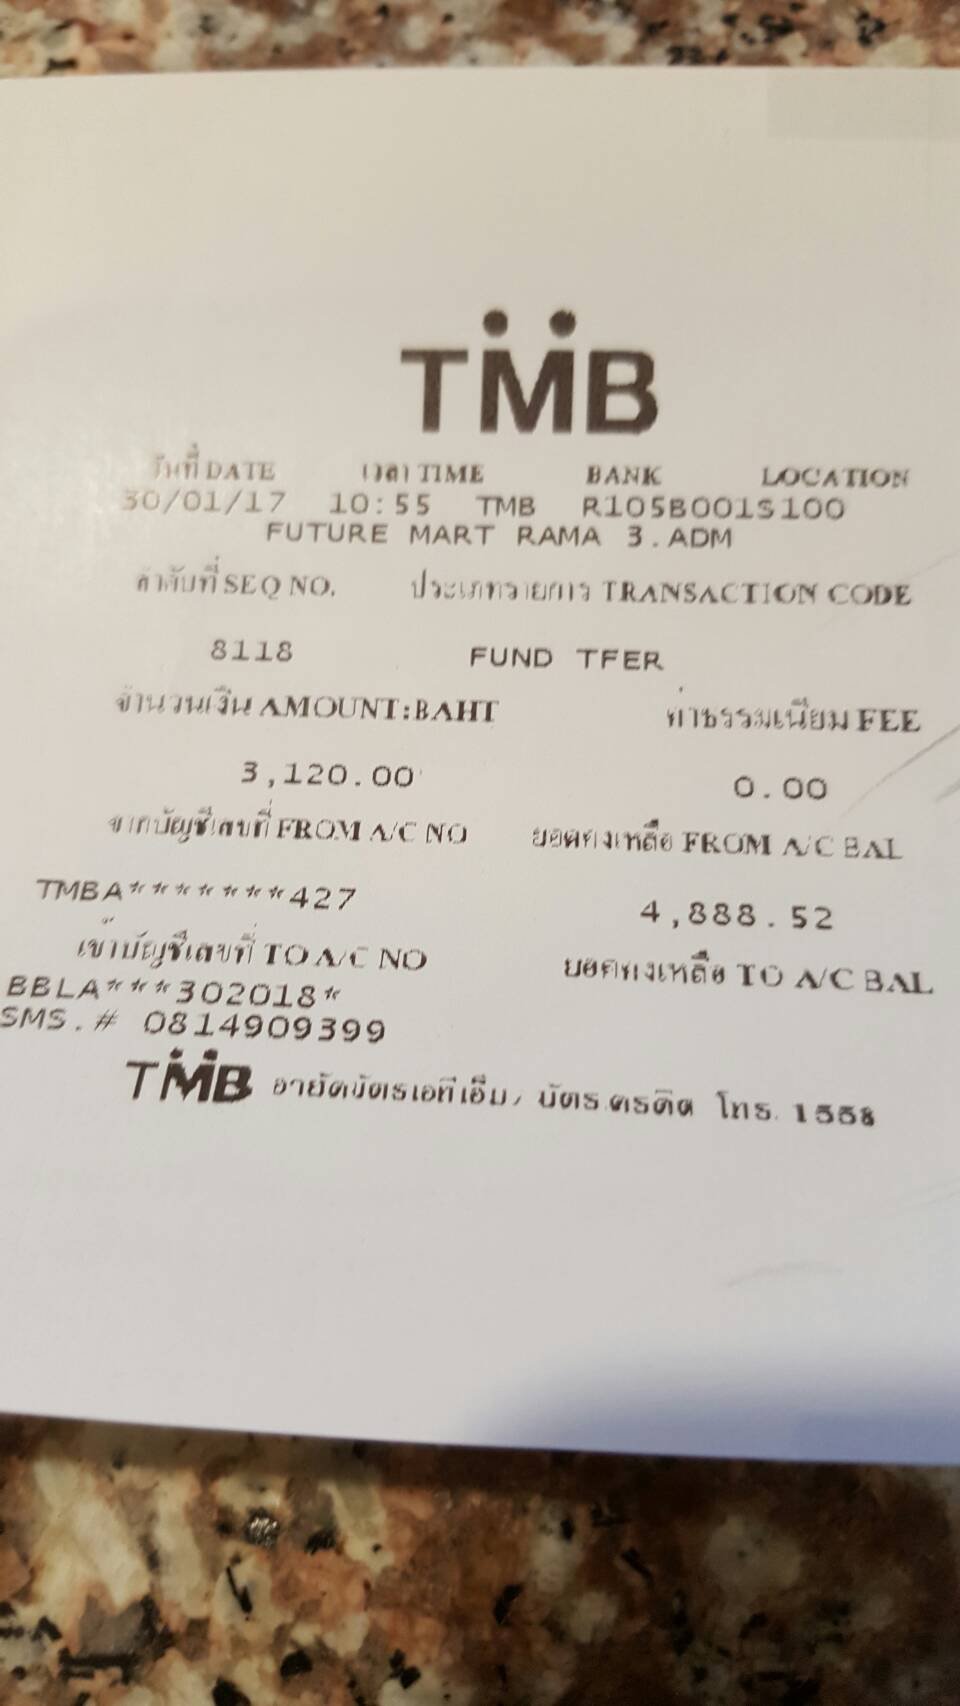 TMB
วันที่ DATE เวลา TIME BANK LOCATION
30/01/17 10:55 TMB R105B001S100
FUTURE MART RAMA 3.ADM
ลำดับที่ SEQ NO. ประเภทรายการ TRANSACTION CODE
8118 FUND TFER
จำนวนเงิน AMOUNT:BAHT ค่าธรรมเนียม FEE
3,120.00 0.00
จากบัญชีเลขที่ FROM A/C NO ยอดคงเหลือ FROM A/C BAL
TMBA*******427 4,888.52
เข้าบัญชีเลขที่ TO A/C NO ยอดคงเหลือ TO A/C BAL
BBLA***302018*
SMS.# 0814909399
TMB อายัดบัตรเอทีเอ็ม, บัตรเครดิต โทร. 1558